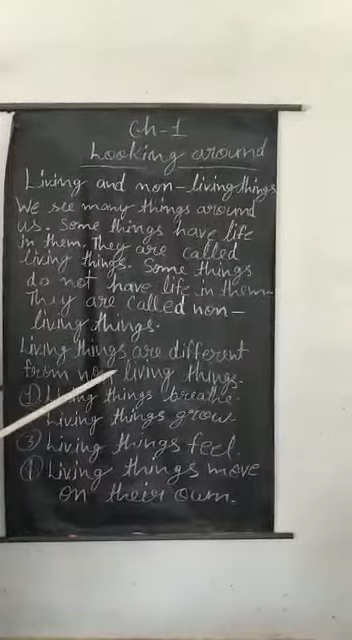 Ch-1
Looking around
Living and non-living things
We see many things around
us. Some things have life
in them. They are called
living things. Some things
do not have life in them.
They are called non-
living things.
Living things are different
from non living things.
① Living things breathe.
Living things grow.
③ Living things feel.
④ Living things move
on their own.